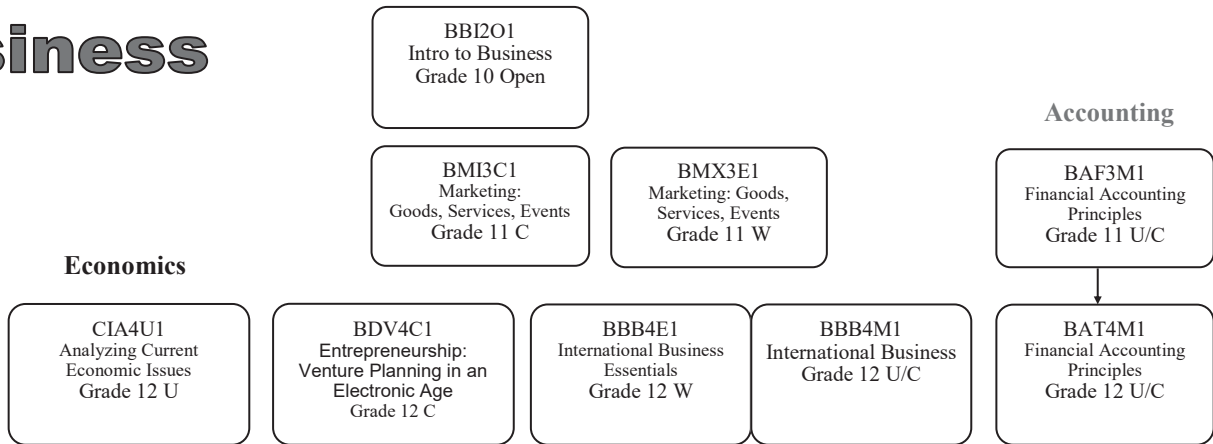 siness
BBI2O1
Intro to Business
Grade 10 Open
Accounting
BMI3C1
Marketing:
Goods, Services, Events
Grade 11 C
BMX3E1
Marketing: Goods,
Services, Events
Grade 11 W
BAF3M1
Financial Accounting
Principles
Grade 11 U/C
Economics
CIA4U1
Analyzing Current
Economic Issues
Grade 12 U
BDV4C1
Entrepreneurship:
Venture Planning in an
Electronic Age
Grade 12 C
BBB4E1
International Business
Essentials
Grade 12 W
BBB4M1
International Business
Grade 12 U/C
BAT4M1
Financial Accounting
Principles
Grade 12 U/C